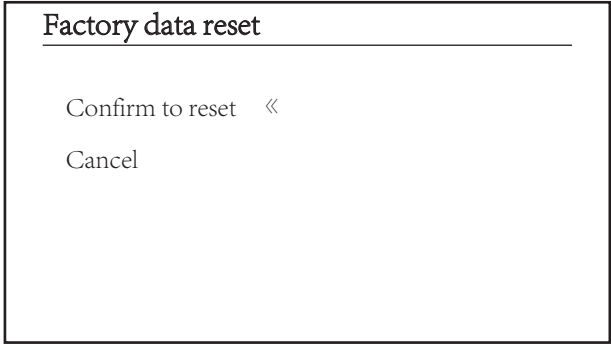 Factory data reset
Confirm to reset «
Cancel